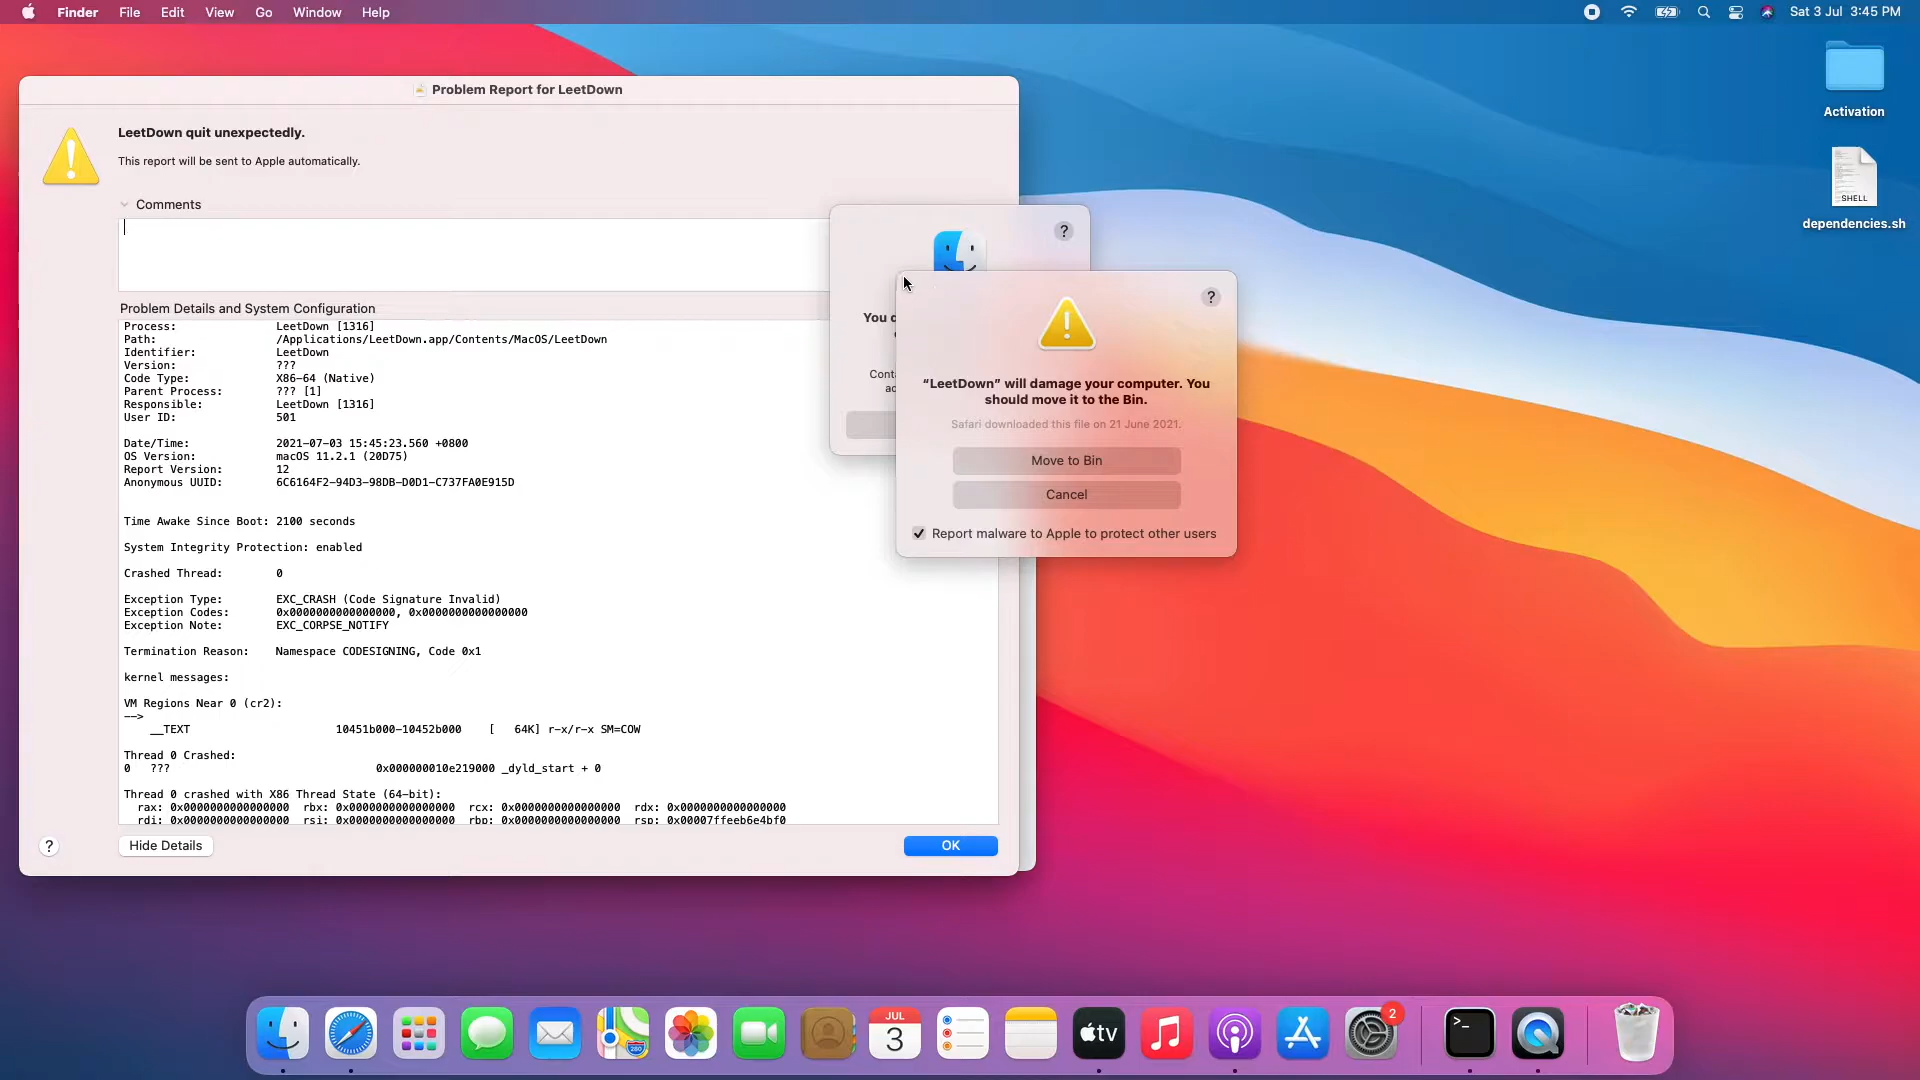 Finder File Edit View Go Window Help
Sat 3 Jul 3:45 PM
Activation
SHELL
dependencies.sh
Problem Report for LeetDown
LeetDown quit unexpectedly.
This report will be sent to Apple automatically.
Comments
Problem Details and System Configuration
Process: LeetDown [1316]
Path: /Applications/LeetDown.app/Contents/MacOS/LeetDown
Identifier: LeetDown
Version: ???
Code Type: X86-64 (Native)
Parent Process: ??? [1]
Responsible: LeetDown [1316]
User ID: 501
Date/Time: 2021-07-03 15:45:23.560 +0800
OS Version: macOS 11.2.1 (20D75)
Report Version: 12
Anonymous UUID: 6C6164F2-94D3-98DB-D0D1-C737FA0E915D
Time Awake Since Boot: 2100 seconds
System Integrity Protection: enabled
Crashed Thread: 0
Exception Type: EXC_CRASH (Code Signature Invalid)
Exception Codes: 0x0000000000000000, 0x0000000000000000
Exception Note: EXC_CORPSE_NOTIFY
Termination Reason: Namespace CODESIGNING, Code 0x1
kernel messages:
VM Regions Near 0 (cr2):
-->
__TEXT 10451b000-10452b000 [ 64K] r-x/r-x SM=COW
Thread 0 Crashed:
0 ??? 0x000000010e219000 _dyld_start + 0
Thread 0 crashed with X86 Thread State (64-bit):
rax: 0x0000000000000000 rbx: 0x0000000000000000 rcx: 0x0000000000000000 rdx: 0x0000000000000000
rdi: 0x0000000000000000 rsi: 0x0000000000000000 rbp: 0x0000000000000000 rsp: 0x00007ffeeb6e4bf0
? Hide Details OK
?
You
?
“LeetDown” will damage your computer. You
should move it to the Bin.
Safari downloaded this file on 21 June 2021.
Move to Bin
Cancel
Report malware to Apple to protect other users
280
JUL
3
tv
2
>_